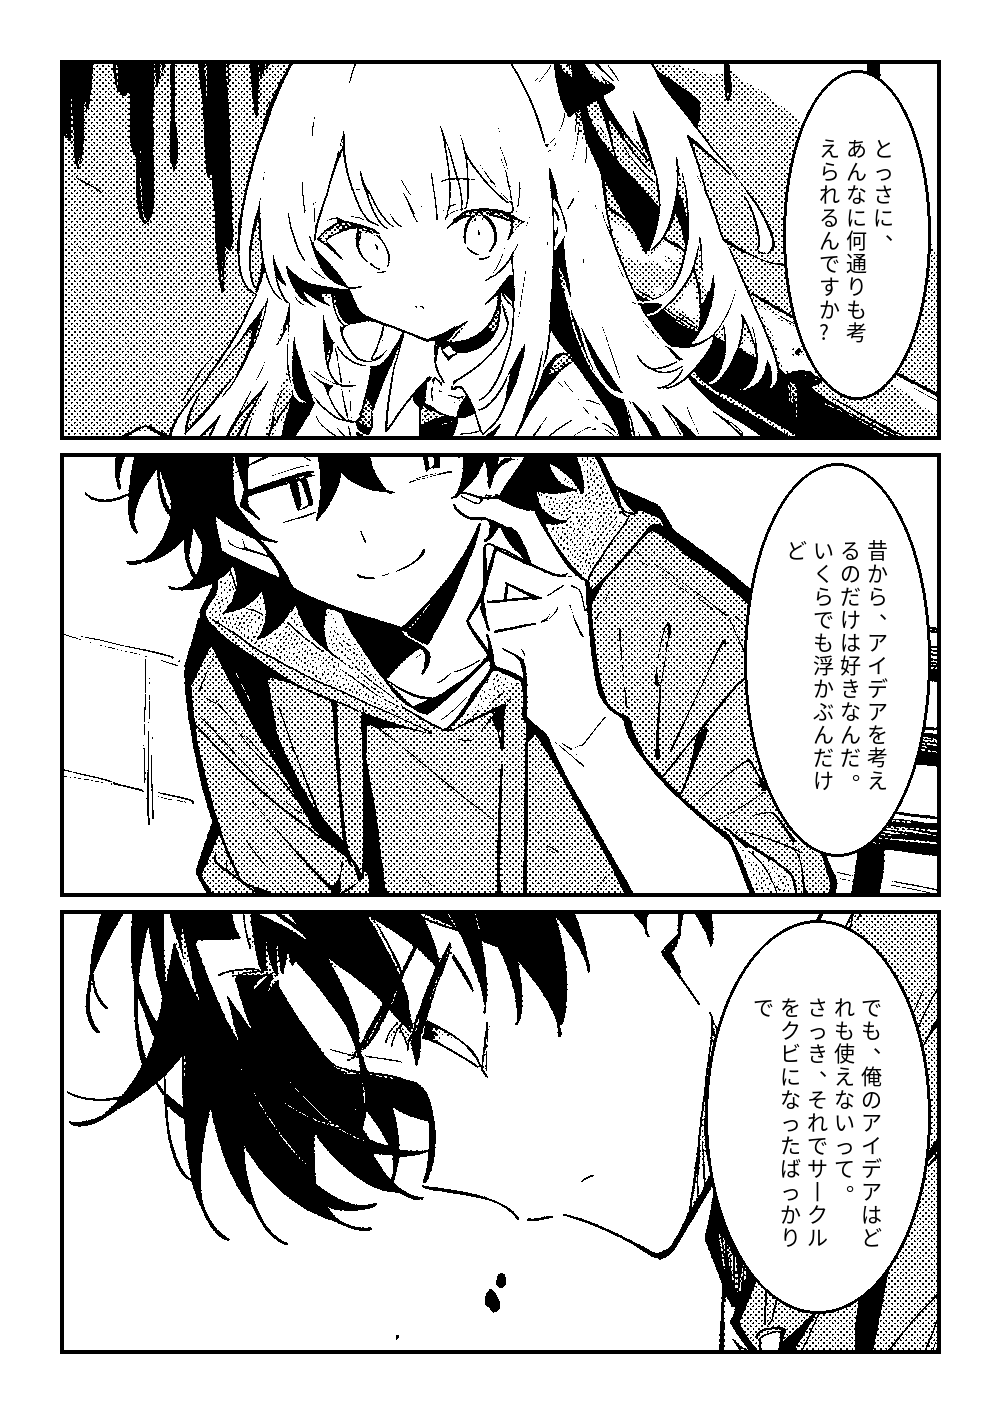 とっさに、
あんなに何通りも考
えられるんですか?
昔から、アイデアを考え
るのだけは好きなんだ。
いくらでも浮かぶんだけ
ど
でも、俺のアイデアはど
れも使えないって。
さっき、それでサークル
をクビになったばっかり
で